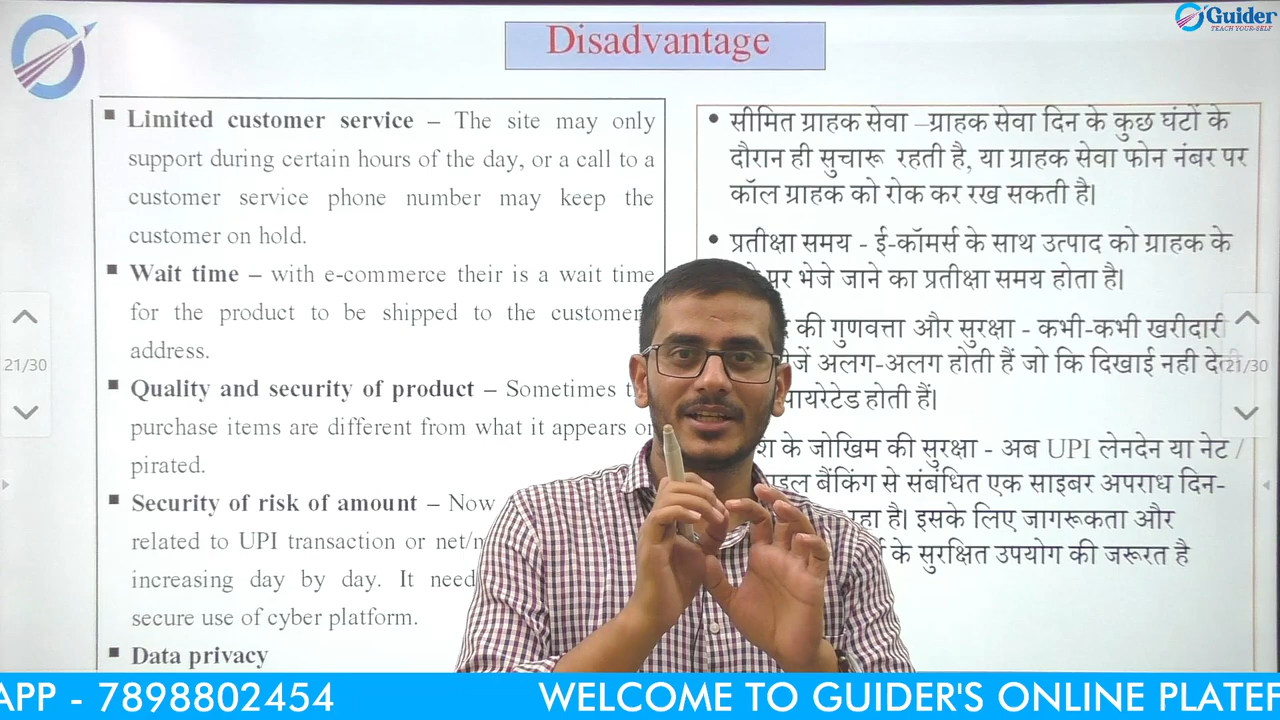 Disadvantage
Guider
TEACH YOUR-SELF
▪ Limited customer service – The site may only
support during certain hours of the day, or a call to a
customer service phone number may keep the
customer on hold.
▪ Wait time – with e-commerce their is a wait time
for the product to be shipped to the customer
address.
▪ Quality and security of product – Sometimes
purchase items are different from what it appears or
pirated.
▪ Security of risk of amount – Now
related to UPI transaction or
increasing day by day. It need
secure use of cyber platform.
▪ Data privacy
• सीमित ग्राहक सेवा –ग्राहक सेवा दिन के कुछ घंटों के
दौरान ही सुचारू रहती है, या ग्राहक सेवा फोन नंबर पर
कॉल ग्राहक को रोक कर रख सकती है।
• प्रतीक्षा समय - ई-कॉमर्स के साथ उत्पाद को ग्राहक के
पर भेजे जाने का प्रतीक्षा समय होता है।
की गुणवत्ता और सुरक्षा - कभी-कभी खरीदारी
अलग-अलग होती हैं जो कि दिखाई नही
पायरेटेड होती हैं।
के जोखिम की सुरक्षा - अब UPI लेनदेन या नेट /
बैंकिंग से संबंधित एक साइबर अपराध दिन-
रहा है। इसके लिए जागरूकता और
के सुरक्षित उपयोग की जरूरत है
21/30
21/30
APP - 7898802454 WELCOME TO GUIDER'S ONLINE PLATEF